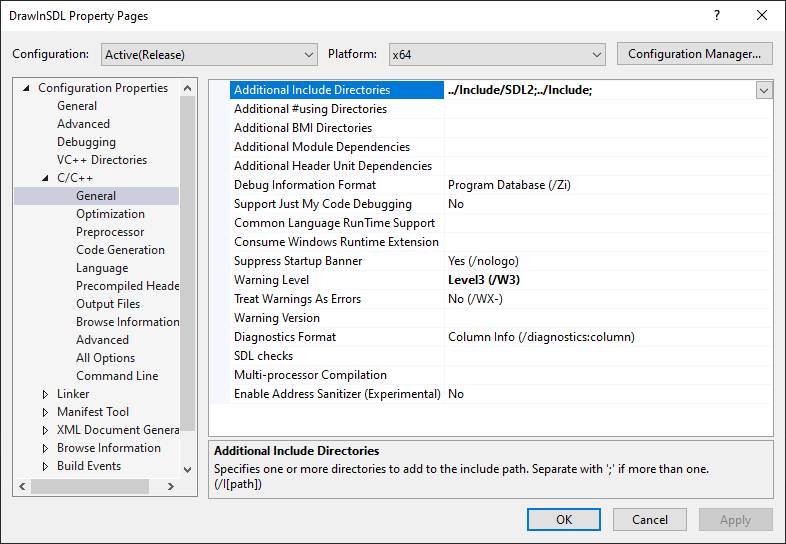 DrawInSDL Property Pages
Configuration: Active(Release) Platform: x64 Configuration Manager...
Configuration Properties
General
Advanced
Debugging
VC++ Directories
C/C++
General
Optimization
Preprocessor
Code Generation
Language
Precompiled Heade
Output Files
Browse Information
Advanced
All Options
Command Line
Linker
Manifest Tool
XML Document Genera
Browse Information
Build Events
Additional Include Directories ../Include/SDL2;../Include;
Additional #using Directories
Additional BMI Directories
Additional Module Dependencies
Additional Header Unit Dependencies
Debug Information Format Program Database (/Zi)
Support Just My Code Debugging No
Common Language RunTime Support
Consume Windows Runtime Extension
Suppress Startup Banner Yes (/nologo)
Warning Level Level3 (/W3)
Treat Warnings As Errors No (/WX-)
Warning Version
Diagnostics Format Column Info (/diagnostics:column)
SDL checks
Multi-processor Compilation
Enable Address Sanitizer (Experimental) No
Additional Include Directories
Specifies one or more directories to add to the include path. Separate with ';' if more than one.
(/I[path])
OK Cancel Apply